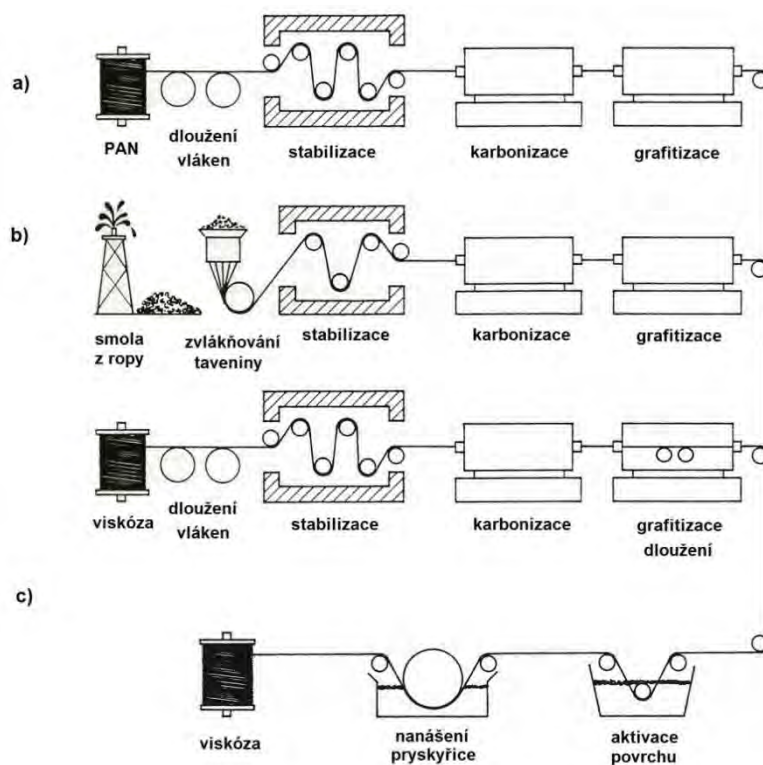 a)
PAN
dloužení
vláken
stabilizace
karbonizace
grafitizace
b)
smola
z ropy
zvlákňování
taveniny
stabilizace
karbonizace
grafitizace
viskóza
dloužení
vláken
stabilizace
karbonizace
grafitizace
dloužení
c)
viskóza
nanášení
pryskyřice
aktivace
povrchu